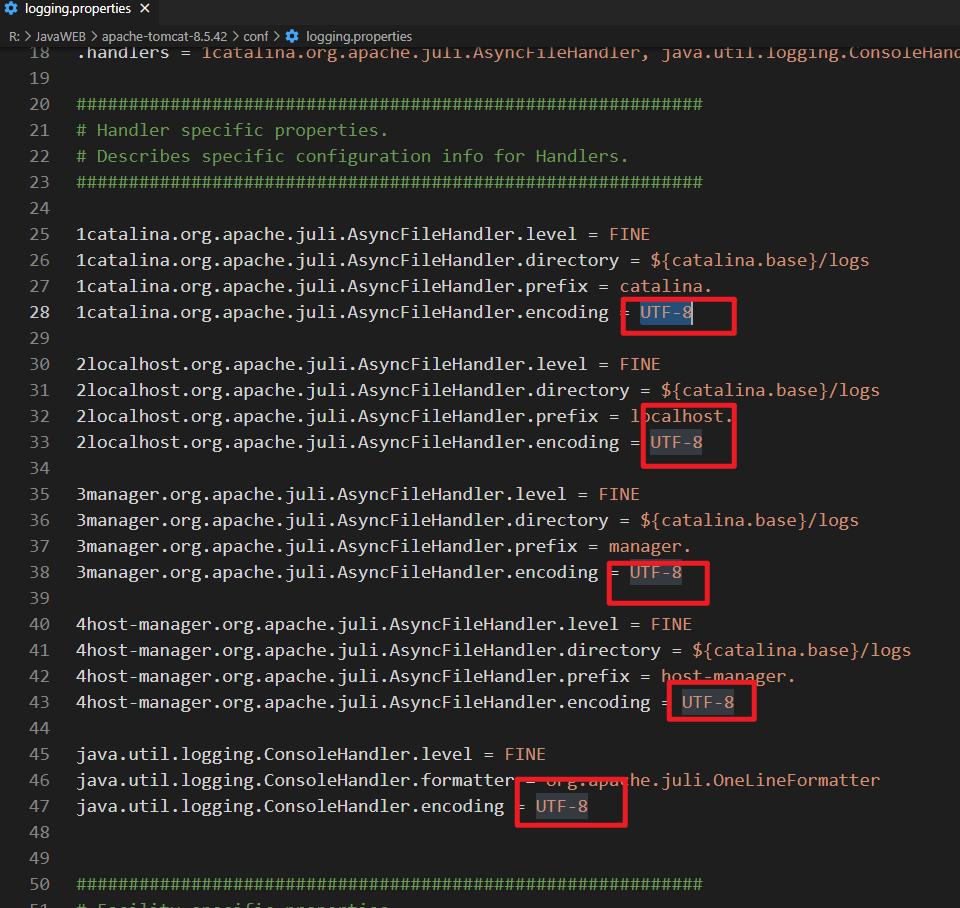 logging.properties
R: > JavaWEB > apache-tomcat-8.5.42 > conf > logging.properties
18 .handlers = 1catalina.org.apache.juli.AsyncFileHandler, java.util.logging.ConsoleHand
19
20 ############################################################
21 # Handler specific properties.
22 # Describes specific configuration info for Handlers.
23 ############################################################
24
25 1catalina.org.apache.juli.AsyncFileHandler.level = FINE
26 1catalina.org.apache.juli.AsyncFileHandler.directory = ${catalina.base}/logs
27 1catalina.org.apache.juli.AsyncFileHandler.prefix = catalina.
28 1catalina.org.apache.juli.AsyncFileHandler.encoding = UTF-8
29
30 2localhost.org.apache.juli.AsyncFileHandler.level = FINE
31 2localhost.org.apache.juli.AsyncFileHandler.directory = ${catalina.base}/logs
32 2localhost.org.apache.juli.AsyncFileHandler.prefix = localhost.
33 2localhost.org.apache.juli.AsyncFileHandler.encoding = UTF-8
34
35 3manager.org.apache.juli.AsyncFileHandler.level = FINE
36 3manager.org.apache.juli.AsyncFileHandler.directory = ${catalina.base}/logs
37 3manager.org.apache.juli.AsyncFileHandler.prefix = manager.
38 3manager.org.apache.juli.AsyncFileHandler.encoding = UTF-8
39
40 4host-manager.org.apache.juli.AsyncFileHandler.level = FINE
41 4host-manager.org.apache.juli.AsyncFileHandler.directory = ${catalina.base}/logs
42 4host-manager.org.apache.juli.AsyncFileHandler.prefix = host-manager.
43 4host-manager.org.apache.juli.AsyncFileHandler.encoding = UTF-8
44
45 java.util.logging.ConsoleHandler.level = FINE
46 java.util.logging.ConsoleHandler.formatter = org.apache.juli.OneLineFormatter
47 java.util.logging.ConsoleHandler.encoding = UTF-8
48
49
50 ############################################################
51 # Facility specific properties